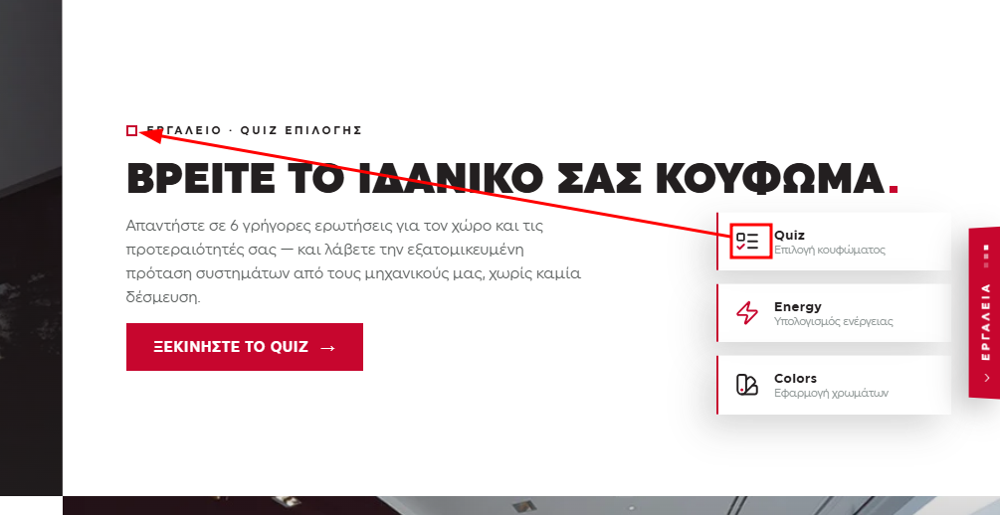 ΕΡΓΑΛΕΙΟ · QUIZ ΕΠΙΛΟΓΗΣ
ΒΡΕΙΤΕ ΤΟ ΙΔΑΝΙΚΟ ΣΑΣ ΚΟΥΦΩΜΑ.
Απαντήστε σε 6 γρήγορες ερωτήσεις για τον χώρο και τις
προτεραιότητές σας — και λάβετε την εξατομικευμένη
πρόταση συστημάτων από τους μηχανικούς μας, χωρίς καμία
δέσμευση.
ΞΕΚΙΝΗΣΤΕ ΤΟ QUIZ →
Quiz
Επιλογή κουφώματος
Energy
Υπολογισμός ενέργειας
Colors
Εφαρμογή χρωμάτων
ΕΡΓΑΛΕΙΑ